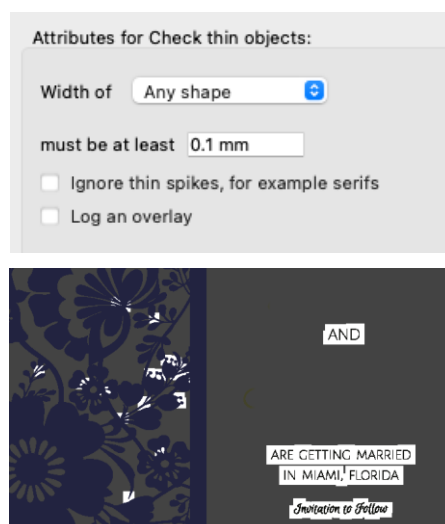 Attributes for Check thin objects:
Width of Any shape
must be at least 0.1 mm
Ignore thin spikes, for example serifs
Log an overlay
AND
ARE GETTING MARRIED
IN MIAMI, FLORIDA
Invitation to Follow